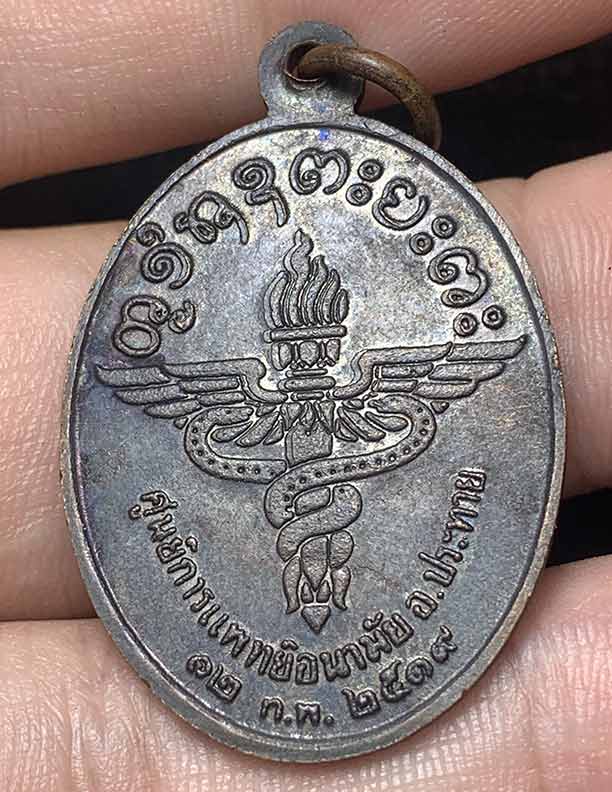 ศูนย์การแพทย์อนามัย อ.ประทาย
๑๒ ก.พ. ๒๕๑๙